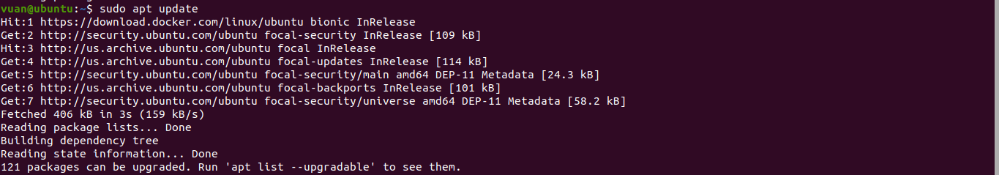 vuan@ubuntu:~$ sudo apt update
Hit:1 https://download.docker.com/linux/ubuntu bionic InRelease
Get:2 http://security.ubuntu.com/ubuntu focal-security InRelease [109 kB]
Hit:3 http://us.archive.ubuntu.com/ubuntu focal InRelease
Get:4 http://us.archive.ubuntu.com/ubuntu focal-updates InRelease [114 kB]
Get:5 http://security.ubuntu.com/ubuntu focal-security/main amd64 DEP-11 Metadata [24.3 kB]
Get:6 http://us.archive.ubuntu.com/ubuntu focal-backports InRelease [101 kB]
Get:7 http://security.ubuntu.com/ubuntu focal-security/universe amd64 DEP-11 Metadata [58.2 kB]
Fetched 406 kB in 3s (159 kB/s)
Reading package lists... Done
Building dependency tree
Reading state information... Done
121 packages can be upgraded. Run 'apt list --upgradable' to see them.